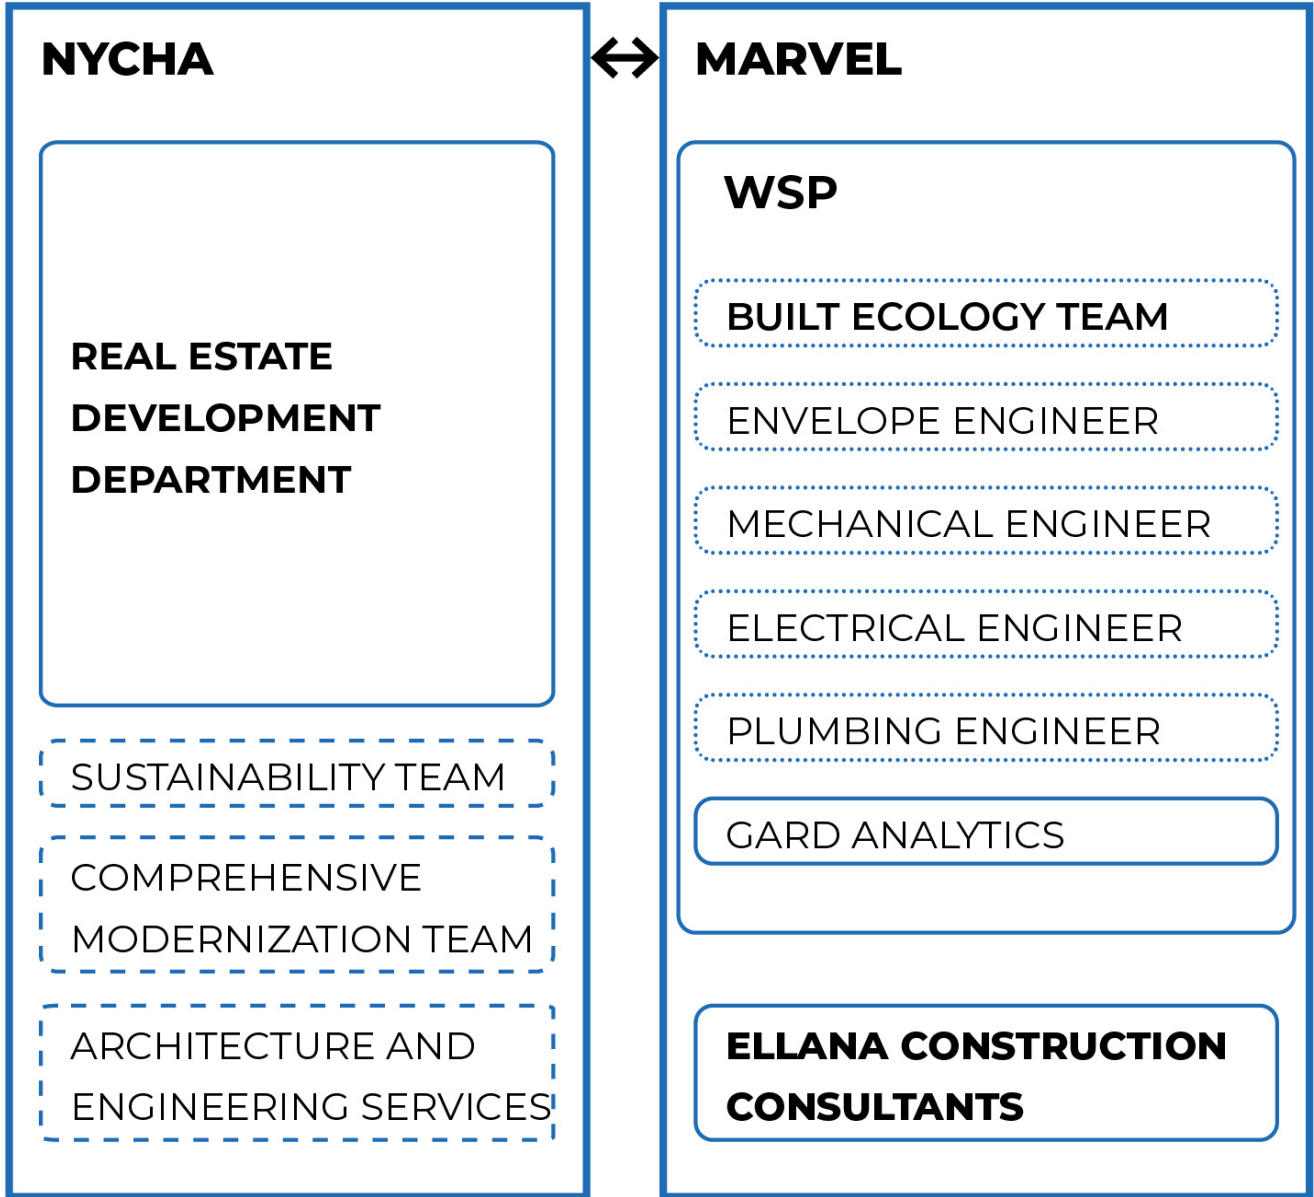 NYCHA
REAL ESTATE
DEVELOPMENT
DEPARTMENT
SUSTAINABILITY TEAM
COMPREHENSIVE
MODERNIZATION TEAM
ARCHITECTURE AND
ENGINEERING SERVICES
MARVEL
WSP
BUILT ECOLOGY TEAM
ENVELOPE ENGINEER
MECHANICAL ENGINEER
ELECTRICAL ENGINEER
PLUMBING ENGINEER
GARD ANALYTICS
ELLANA CONSTRUCTION
CONSULTANTS